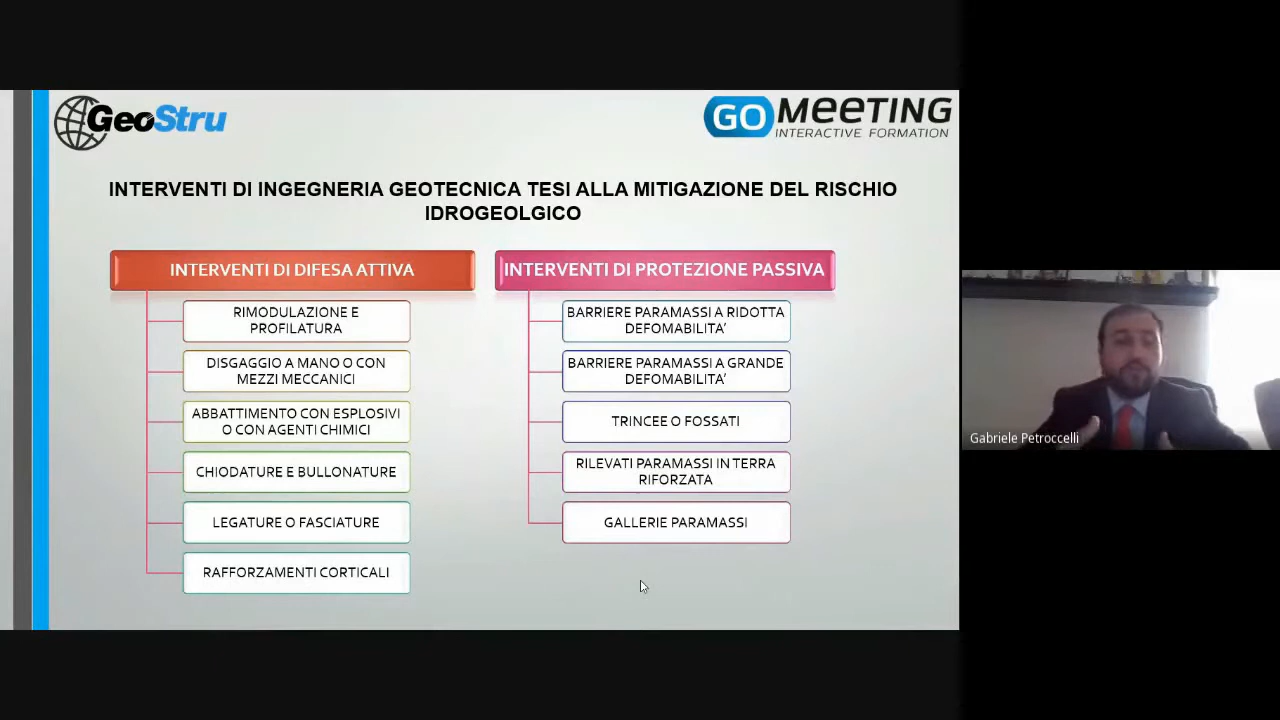 GeoStru
GO MEETING
INTERACTIVE FORMATION
INTERVENTI DI INGEGNERIA GEOTECNICA TESI ALLA MITIGAZIONE DEL RISCHIO
IDROGEOLGICO
INTERVENTI DI DIFESA ATTIVA
RIMODULAZIONE E
PROFILATURA
DISGAGGIO A MANO O CON
MEZZI MECCANICI
ABBATTIMENTO CON ESPLOSIVI
O CON AGENTI CHIMICI
CHIODATURE E BULLONATURE
LEGATURE O FASCIATURE
RAFFORZAMENTI CORTICALI
INTERVENTI DI PROTEZIONE PASSIVA
BARRIERE PARAMASSI A RIDOTTA
DEFOMABILITA’
BARRIERE PARAMASSI A GRANDE
DEFOMABILITA’
TRINCEE O FOSSATI
RILEVATI PARAMASSI IN TERRA
RIFORZATA
GALLERIE PARAMASSI
Gabriele Petroccelli